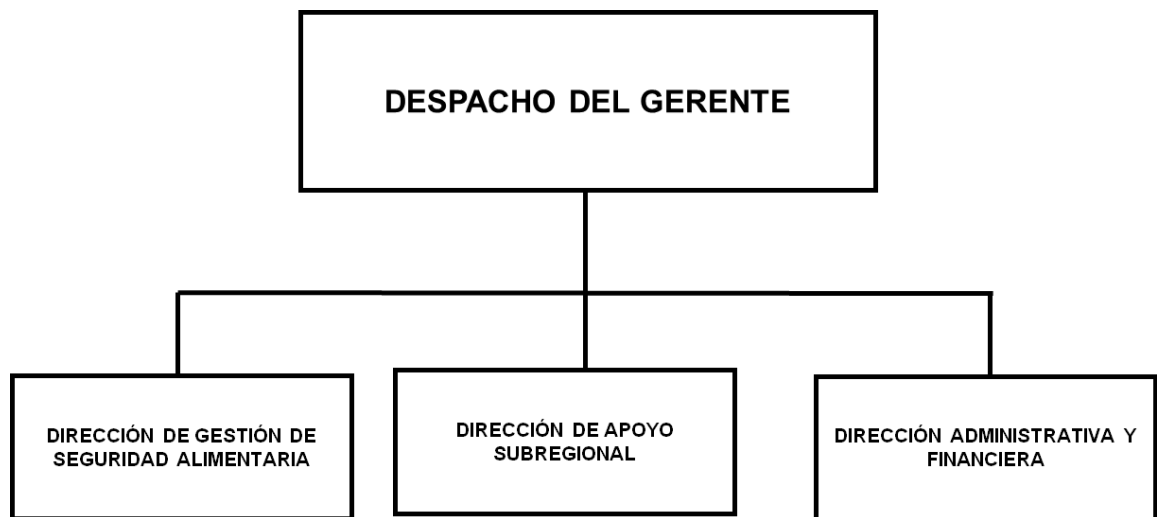 DESPACHO DEL GERENTE
DIRECCIÓN DE GESTIÓN DE
SEGURIDAD ALIMENTARIA
DIRECCIÓN DE APOYO
SUBREGIONAL
DIRECCIÓN ADMINISTRATIVA Y
FINANCIERA